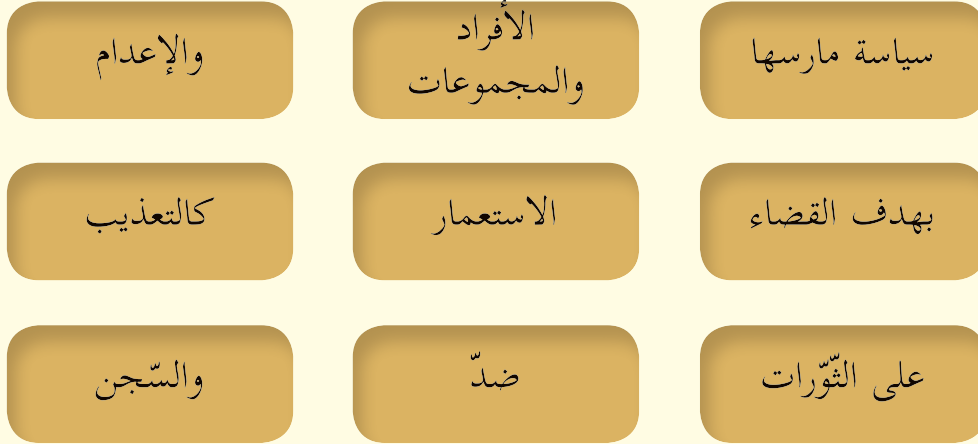 سياسة مارسها
الأفراد
والمجموعات
والإعدام
بهدف القضاء
الاستعمار
كالتعذيب
على الثّوّرات
ضدّ
والسّجن